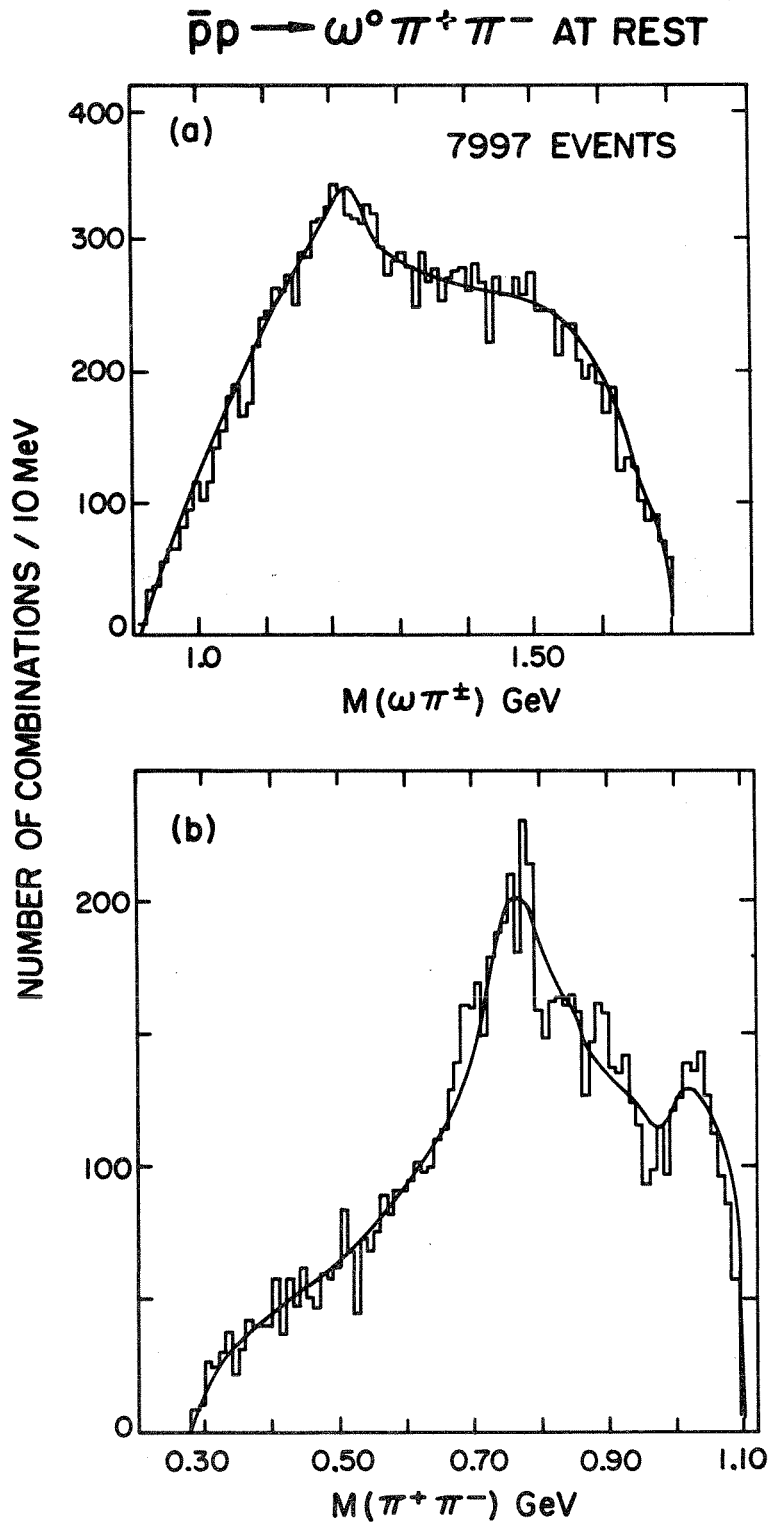 p̄p → ω⁰ π⁺ π⁻ AT REST
(a)
7997 EVENTS
400
300
200
100
0
1.0 1.50
M(ωπ±) GeV
NUMBER OF COMBINATIONS / 10 MeV
(b)
200
100
0
0.30 0.50 0.70 0.90 1.10
M(π⁺ π⁻) GeV